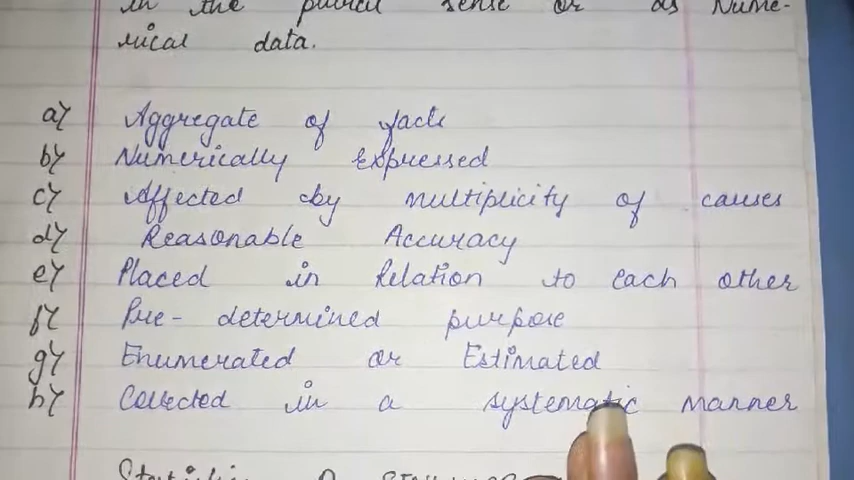 in the plural sense or as Nume-
rical data.
a) Aggregate of facts
b) Numerically Expressed
c) Affected by multiplicity of causes
d) Reasonable Accuracy
e) Placed in Relation to each other
f) Pre-determined purpose
g) Enumerated or Estimated
h) Collected in a systematic manner